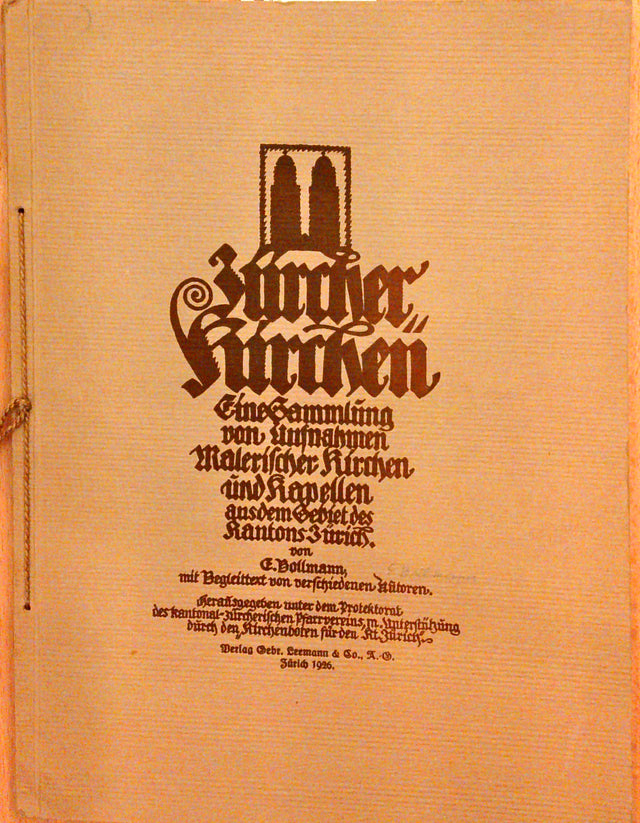 Zürcher
Kirchen
Eine Sammlung
von Aufnahmen
Malerischer Kirchen
und Kapellen
aus dem Gebiet des
Kantons Zürich.
von
E. Bollmann,
mit Begleittext von verschiedenen Autoren.
Herausgegeben unter dem Protektorat
des kantonal-zürcherischen Pfarrvereins, m. Unterstützung
durch den Kirchenboten für den Kt. Zürich.
Verlag Gebr. Leemann & Co., A.-G.
Zürich 1926.